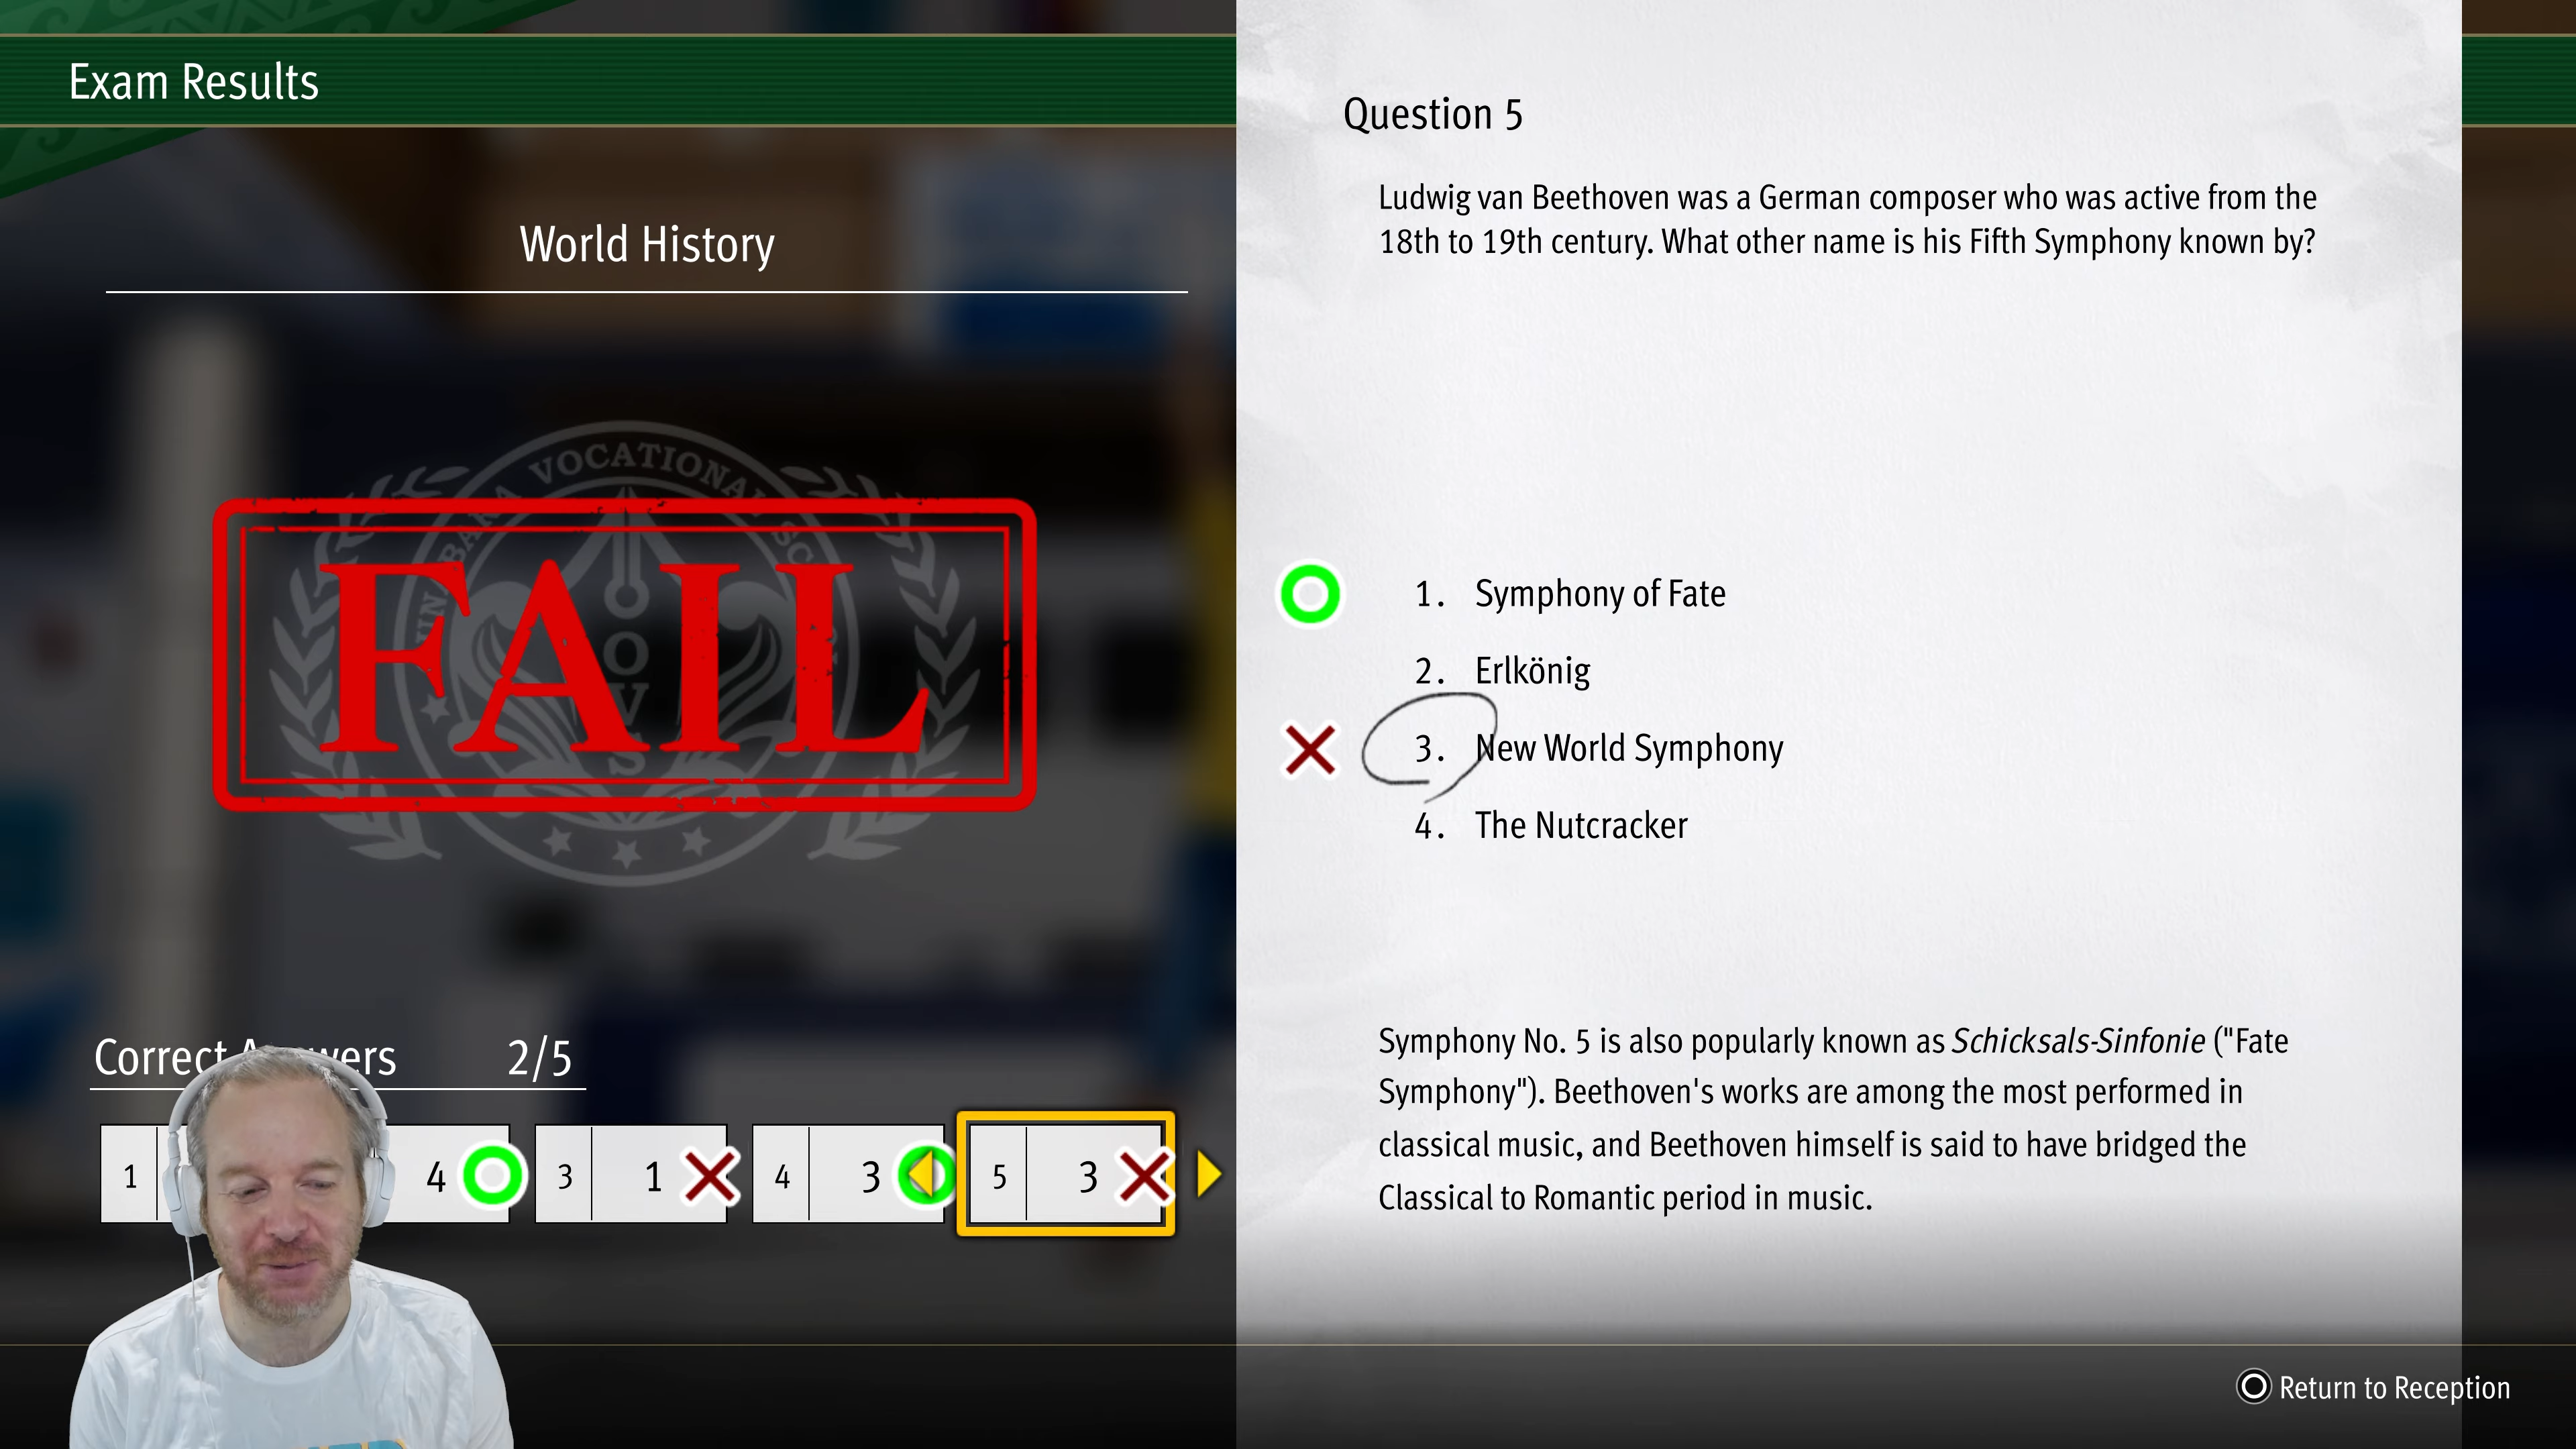 Exam Results
World History
VOCATIONAL
FAIL
O
V
S
Correct Answers 2/5
1
4
3 1
4 3
5 3
Question 5
Ludwig van Beethoven was a German composer who was active from the
18th to 19th century. What other name is his Fifth Symphony known by?
1. Symphony of Fate
2. Erlkönig
3. New World Symphony
4. The Nutcracker
Symphony No. 5 is also popularly known as Schicksals-Sinfonie ("Fate
Symphony"). Beethoven's works are among the most performed in
classical music, and Beethoven himself is said to have bridged the
Classical to Romantic period in music.
Return to Reception